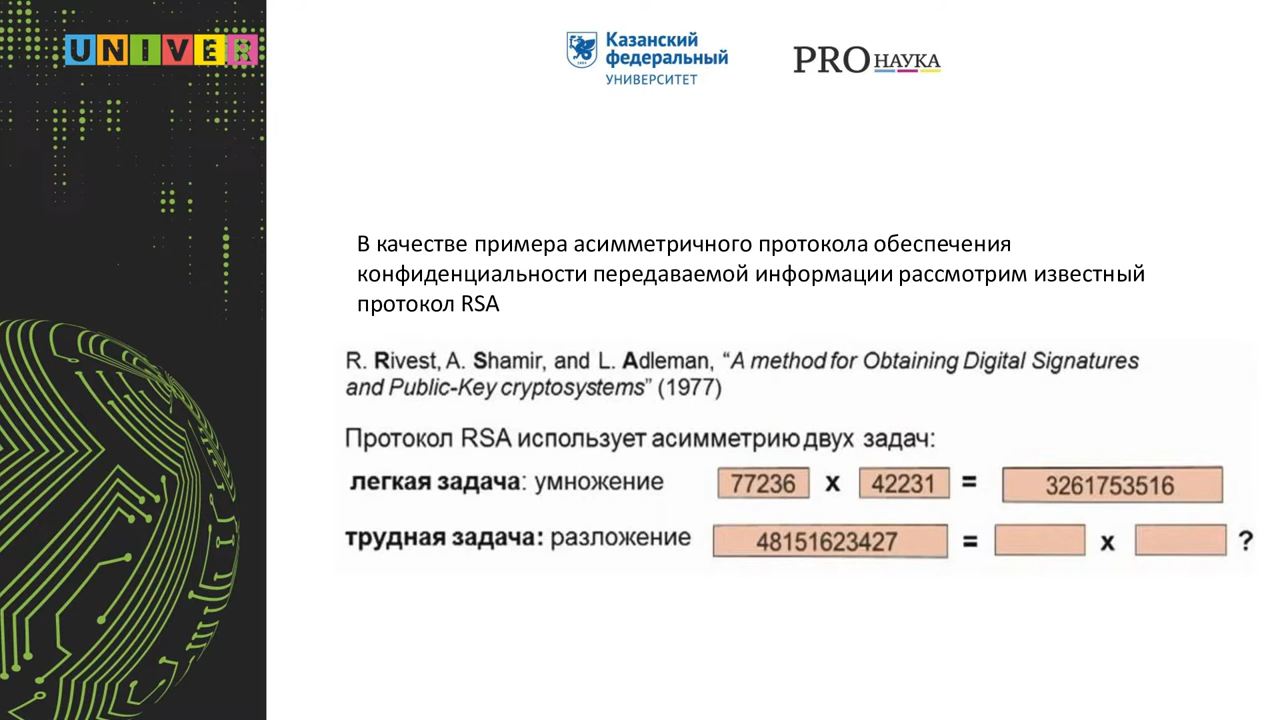 UNIVER
Казанский
федеральный
УНИВЕРСИТЕТ
PRO НАУКА
В качестве примера асимметричного протокола обеспечения
конфиденциальности передаваемой информации рассмотрим известный
протокол RSA
R. Rivest, A. Shamir, and L. Adleman, “A method for Obtaining Digital Signatures
and Public-Key cryptosystems” (1977)
Протокол RSA использует асимметрию двух задач:
легкая задача: умножение 77236 x 42231 = 3261753516
трудная задача: разложение 48151623427 = x ?